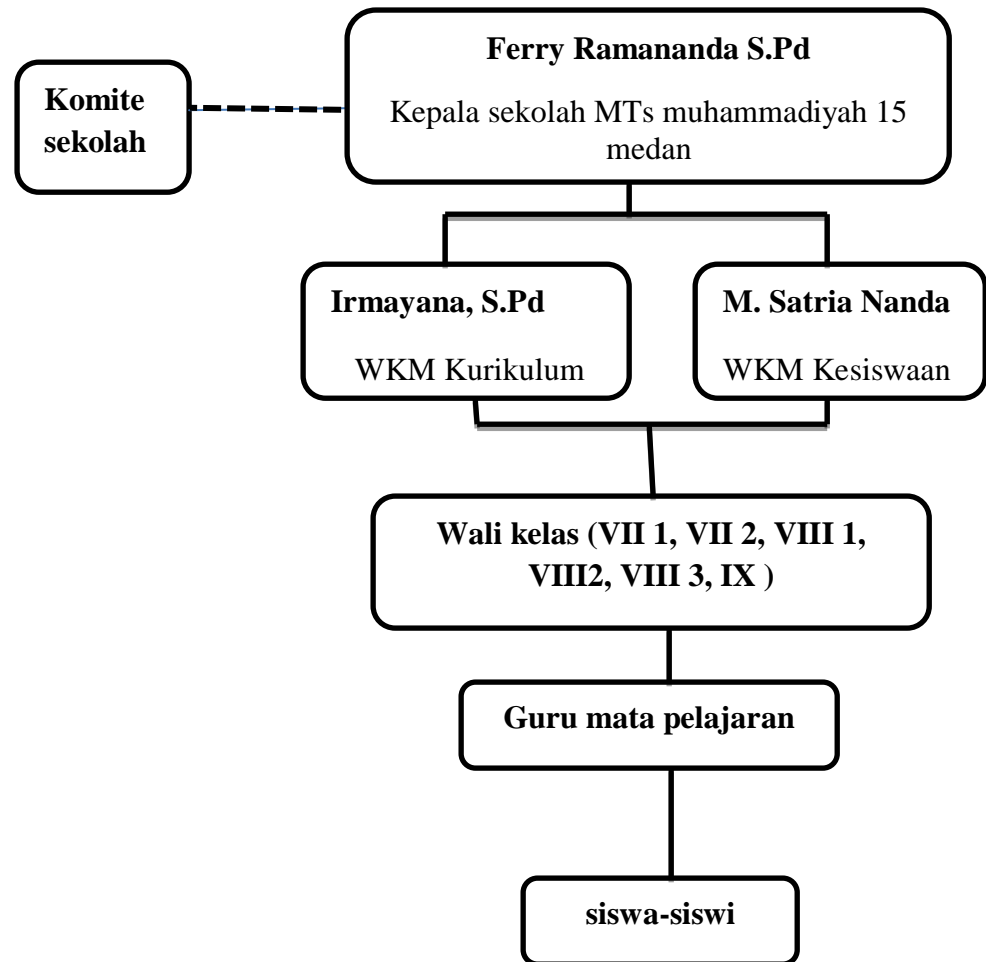 Ferry Ramananda S.Pd
Kepala sekolah MTs muhammadiyah 15
medan
Komite
sekolah
Irmayana, S.Pd
WKM Kurikulum
M. Satria Nanda
WKM Kesiswaan
Wali kelas (VII 1, VII 2, VIII 1,
VIII2, VIII 3, IX )
Guru mata pelajaran
siswa-siswi